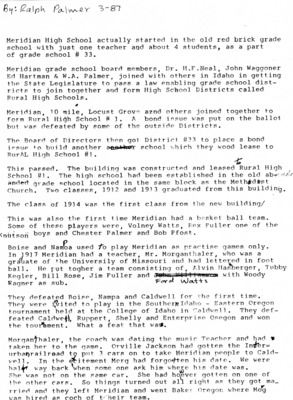 By: Ralph Palmer 3-87
Meridian High School actually started in the old red brick grade
school with just one teacher and about 4 students, as a part
of grade school # 33.
Meridian grade school board members, Dr. H.F.Neal, John Waggoner
Ed Hartman & W.A. Palmer, joined with others in Idaho in getting
the State Legislature to pass a law enabling grade school dist-
ricts to join together and form High School Districts called
Rural High Schools.
Meridian, 10 mile, Locust Grove and others joined together to
form Rural High School # 1. A bond issue was put on the ballot
but was defeated by some of the outside Districts.
The Board of Directors then got District #33 to place a bond
issue to build another school which they would lease to
Rural High School #1.
This passed. The building was constructed and leased to Rural High
School #1. The high school had been established in the old
grade school located in the same block as the Methodist
Church. Two classes, 1912 and 1913 graduated from this building.
The class of 1914 was the first class from the new building/
This was also the first time Meridian had a basket ball team.
Some of these players were, Volney Watts, Rex Fuller one of the
boys and Chester Palmer and Bob Pfost.
Boise and Nampa used to play Meridian as practise games only.
In 1917 Meridian had a teacher, Mr. Morganthaler, who was a
graduate of the University of Missouri and had lettered in foot
ball. He put togher a team consisting of, Alvin Hamberger, Tubby
Kegler, Bill Rose, Jim Fuller and Ford Watts with Woody
Wagner as sub.
They defeated Boise, Nampa and Caldwell for the first time.
They were invited to play in the Southern Idaho - Eastern Oregon
tournament held at the College of Idaho in Caldwell. They def-
eated Caldwell, Ruppert, Shelly and Enterprise Oregon and won
the tournament. What a feat that was.
Morganthaler, the coach was dating the music Teacher and had
taken her to the game. Orville Jackson had gotten the Inter-
urbanrailroad to put 3 cars on to take Meridian people to Cald-
well. In the exitement Morg had forgotten his date. We were
half way back when some one ask him where his date was.
She was not on the same car. She had however gotten on one of
the other cars. So things turned out all right as they got ma-
rried and they left Meridian and went Baker Oregon where Mog
was hired as coch of their team.